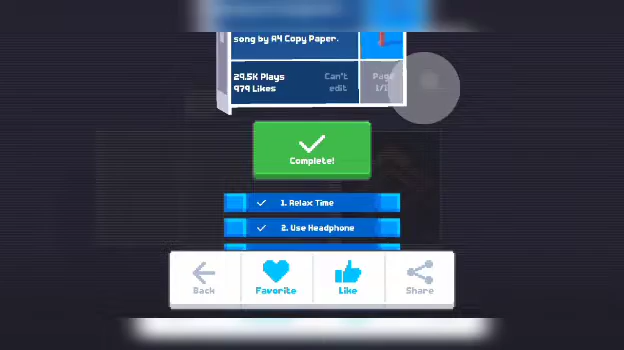 song by A4 Copy Paper.
29.5K Plays
979 Likes
Can't
edit
Page
1/1
Complete!
1. Relax Time
2. Use Headphone
Back
Favorite
Like
Share